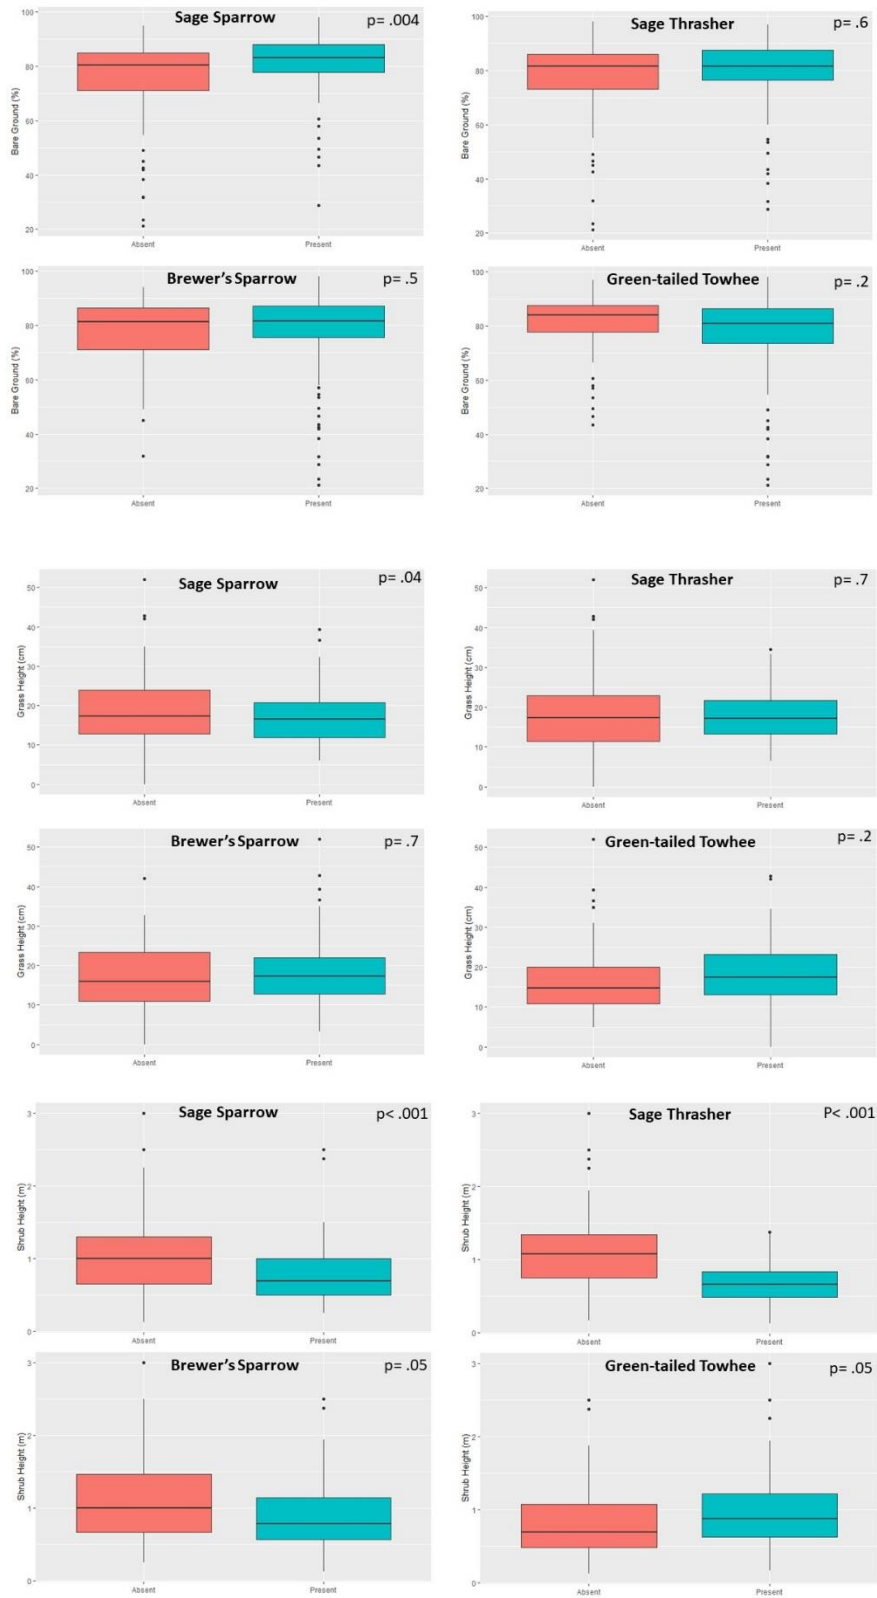 Sage Sparrow
p= .004
Bare Ground (%)
100
80
60
40
20
Absent
Present
Sage Thrasher
p= .6
Bare Ground (%)
100
80
60
40
20
Absent
Present
Brewer's Sparrow
p= .5
Bare Ground (%)
100
80
60
40
20
Absent
Present
Green-tailed Towhee
p= .2
Bare Ground (%)
100
80
60
40
20
Absent
Present
Sage Sparrow
p= .04
Grass Height (cm)
50
40
30
20
10
0
Absent
Present
Sage Thrasher
p= .7
Grass Height (cm)
50
40
30
20
10
0
Absent
Present
Brewer's Sparrow
p= .7
Grass Height (cm)
50
40
30
20
10
0
Absent
Present
Green-tailed Towhee
p= .2
Grass Height (cm)
50
40
30
20
10
0
Absent
Present
Sage Sparrow
p< .001
Shrub Height (m)
3
2
1
0
Absent
Present
Sage Thrasher
P< .001
Shrub Height (m)
3
2
1
0
Absent
Present
Brewer's Sparrow
p= .05
Shrub Height (m)
3
2
1
0
Absent
Present
Green-tailed Towhee
p= .05
Shrub Height (m)
3
2
1
0
Absent
Present